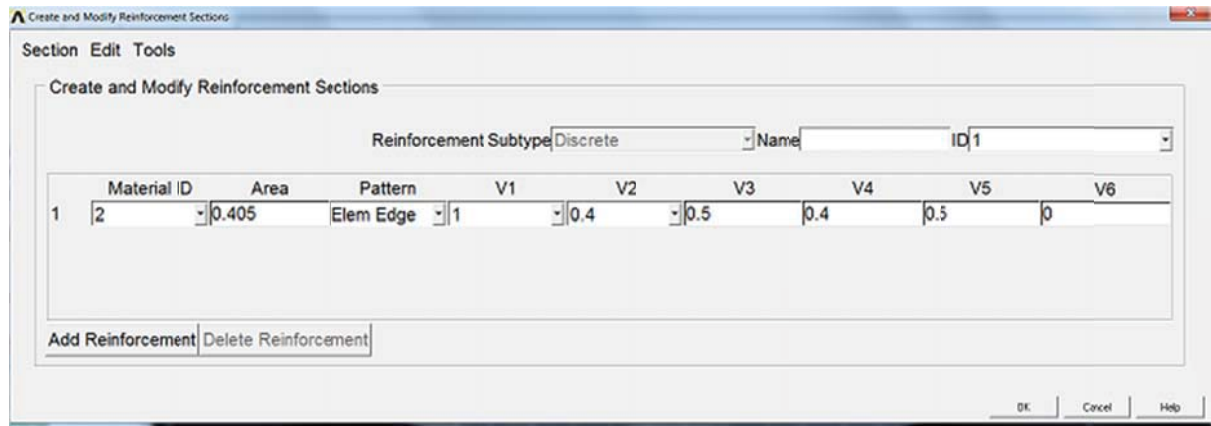 Create and Modify Reinforcement Sections
Section Edit Tools
Create and Modify Reinforcement Sections
Reinforcement Subtype Discrete Name ID 1
Material ID Area Pattern V1 V2 V3 V4 V5 V6
1 2 0.405 Elem Edge 1 0.4 0.5 0.4 0.5 0
Add Reinforcement Delete Reinforcement
OK Cancel Help